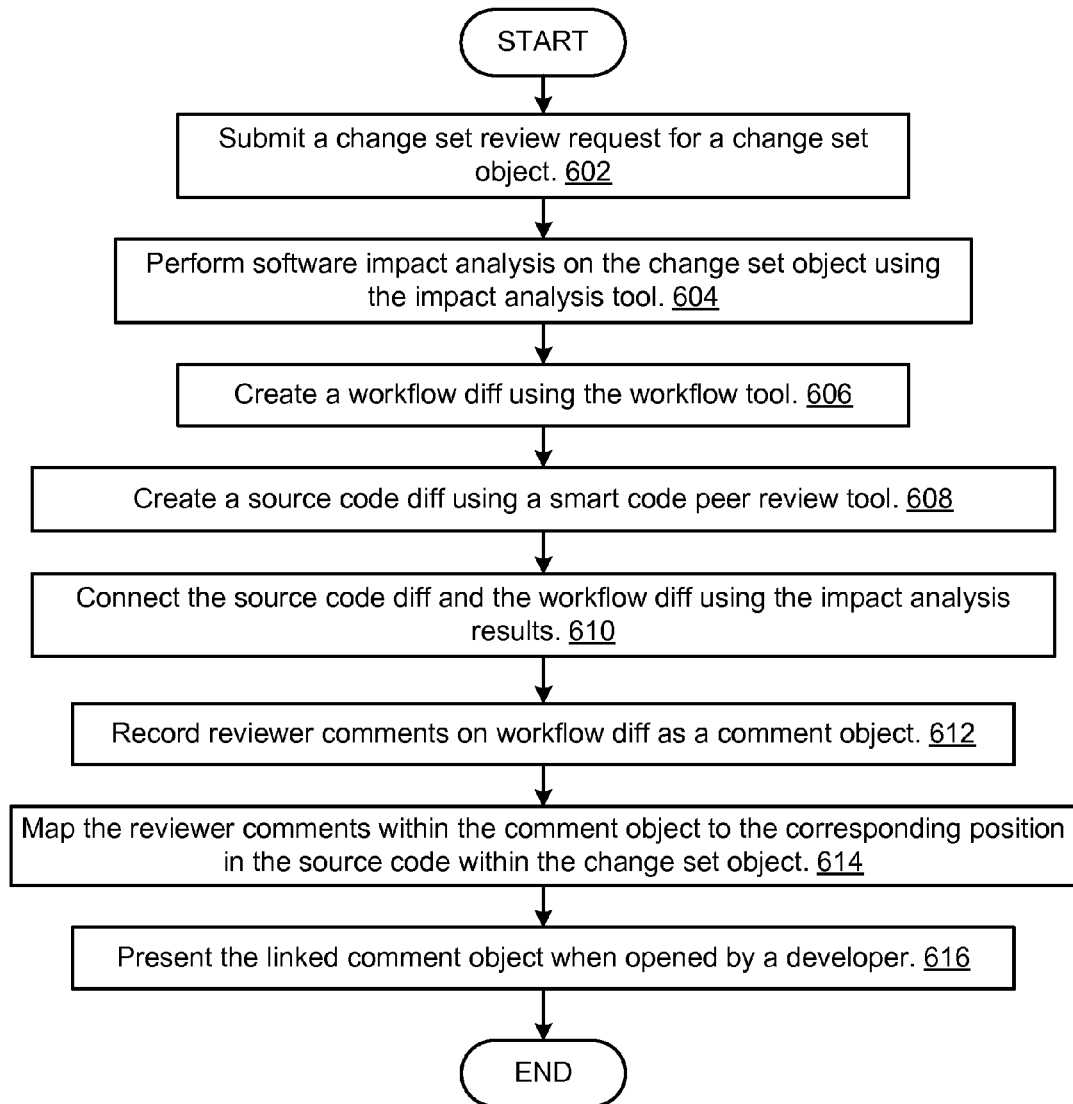 START
Submit a change set review request for a change set
object. 602
Perform software impact analysis on the change set object using
the impact analysis tool. 604
Create a workflow diff using the workflow tool. 606
Create a source code diff using a smart code peer review tool. 608
Connect the source code diff and the workflow diff using the impact analysis
results. 610
Record reviewer comments on workflow diff as a comment object. 612
Map the reviewer comments within the comment object to the corresponding position
in the source code within the change set object. 614
Present the linked comment object when opened by a developer. 616
END